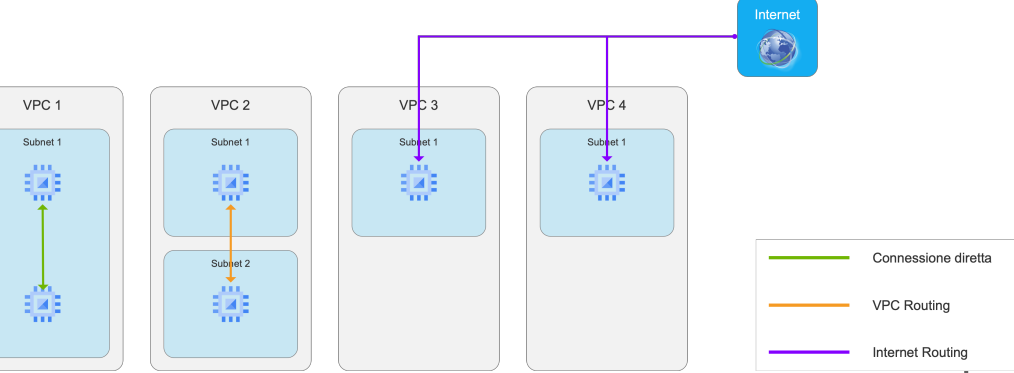 Internet
VPC 1
VPC 2
VPC 3
VPC 4
Subnet 1
Subnet 1
Subnet 1
Subnet 1
Subnet 2
Connessione diretta
VPC Routing
Internet Routing